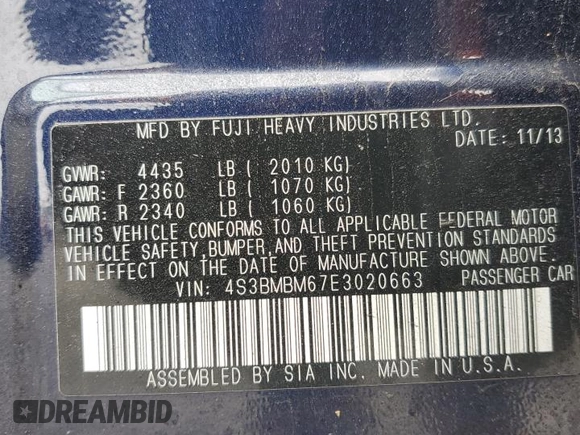 MFD BY FUJI HEAVY INDUSTRIES LTD.
DATE: 11/13
GVWR: 4435 LB ( 2010 KG)
GAWR: F 2360 LB ( 1070 KG)
GAWR: R 2340 LB ( 1060 KG)
THIS VEHICLE CONFORMS TO ALL APPLICABLE FEDERAL MOTOR
VEHICLE SAFETY,BUMPER,AND THEFT PREVENTION STANDARDS
IN EFFECT ON THE DATE OF MANUFACTURE SHOWN ABOVE.
VIN: 4S3BMBM67E3020663 PASSENGER CAR
ASSEMBLED BY SIA INC. MADE IN U.S.A.
DREAMBID